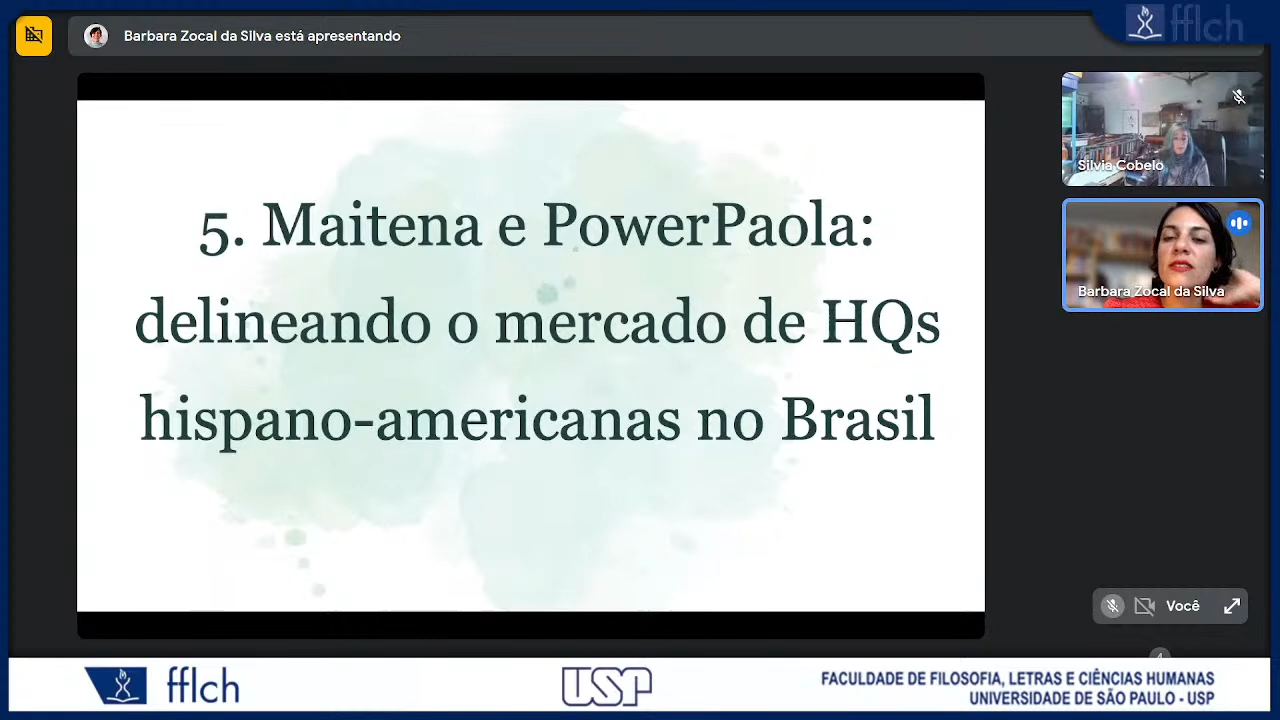 Barbara Zocal da SIlva está apresentando
fflch
5. Maitena e PowerPaola:
delineando o mercado de HQs
hispano-americanas no Brasil
Silvia Cobelo
Barbara Zocal da SIlva
Você
fflch
USP
FACULDADE DE FILOSOFIA, LETRAS E CIÊNCIAS HUMANAS
UNIVERSIDADE DE SÃO PAULO - USP